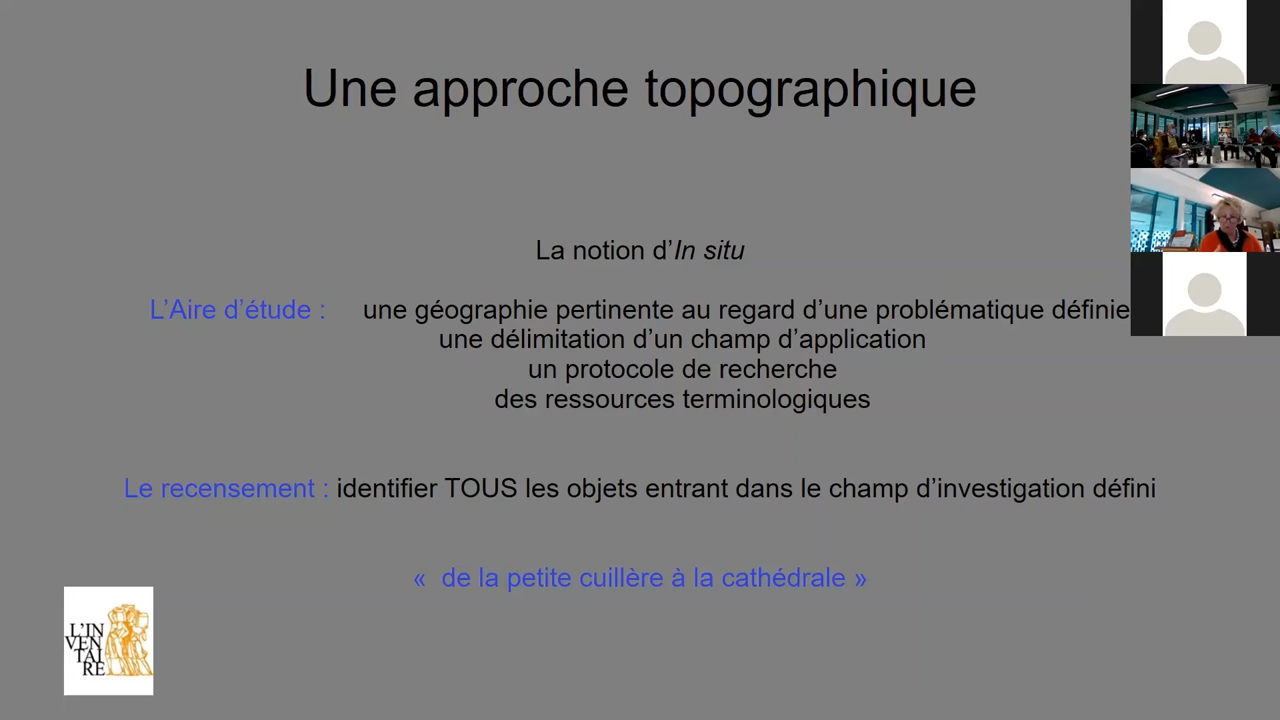 Une approche topographique
La notion d’In situ
L’Aire d’étude : une géographie pertinente au regard d’une problématique définie
une délimitation d’un champ d’application
un protocole de recherche
des ressources terminologiques
Le recensement : identifier TOUS les objets entrant dans le champ d’investigation défini
«  de la petite cuillère à la cathédrale »
L’IN
VEN
TAI
RE